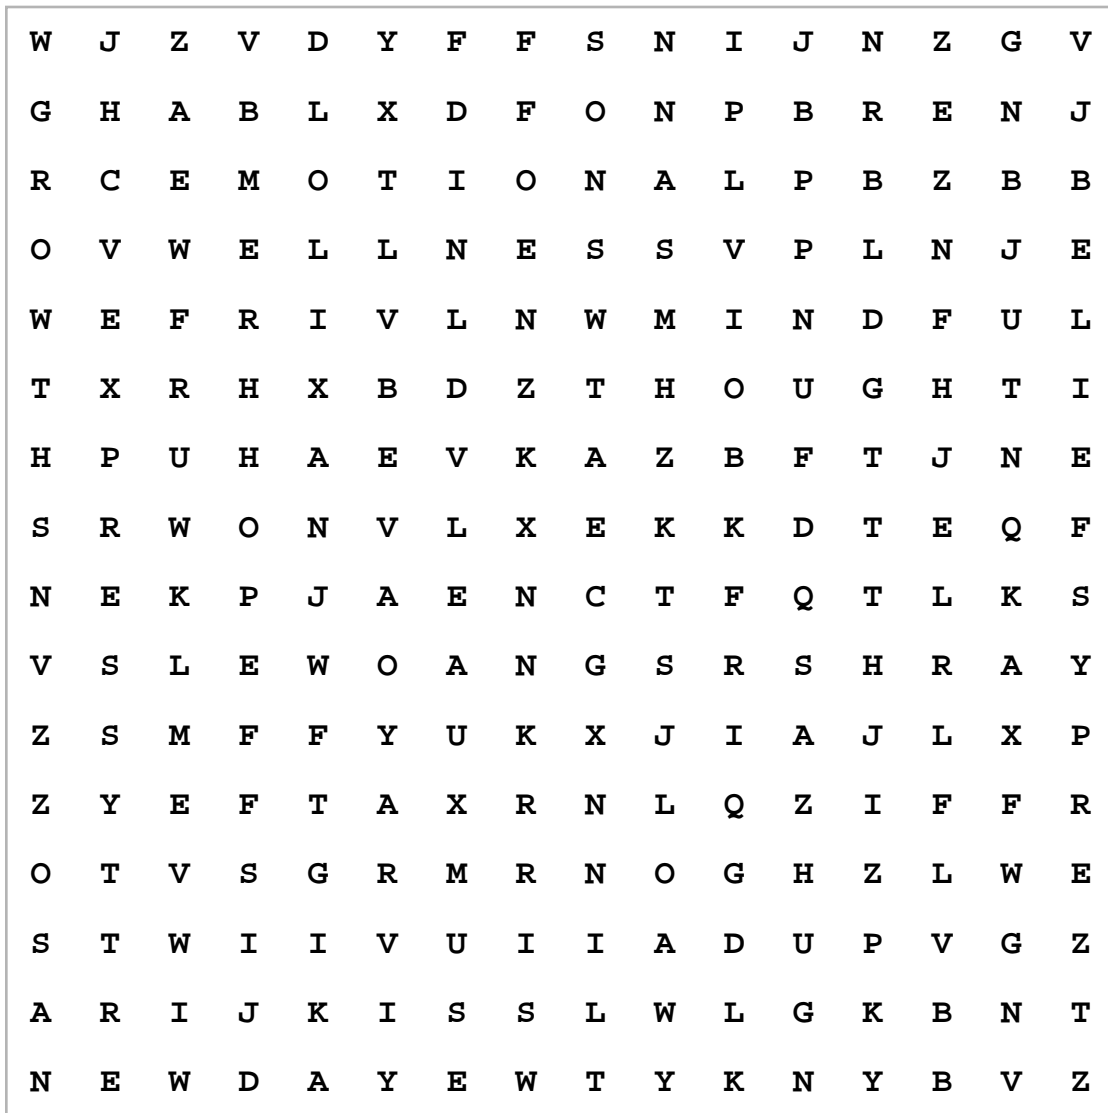 W J Z V D Y F F S N I J N Z G V
G H A B L X D F O N P B R E N J
R C E M O T I O N A L P B Z B B
O V W E L L N E S S V P L N J E
W E F R I V L N W M I N D F U L
T X R H X B D Z T H O U G H T I
H P U H A E V K A Z B F T J N E
S R W O N V L X E K K D T E Q F
N E K P J A E N C T F Q T L K S
V S L E W O A N G S R S H R A Y
Z S M F F Y U K X J I A J L X P
Z Y E F T A X R N L Q Z I F F R
O T V S G R M R N O G H Z L W E
S T W I I V U I I A D U P V G Z
A R I J K I S S L W L G K B N T
N E W D A Y E W T Y K N Y B V Z